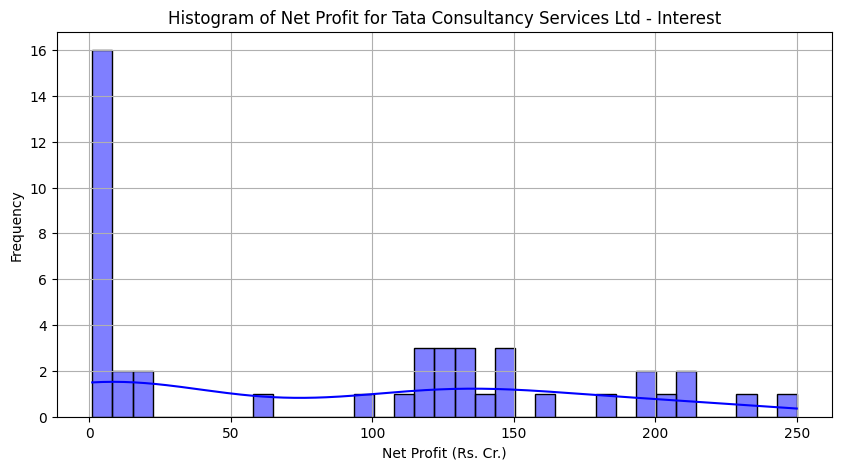 Histogram of Net Profit for Tata Consultancy Services Ltd - Interest
16
14
12
10
8
6
4
2
0
Frequency
0 50 100 150 200 250
Net Profit (Rs. Cr.)